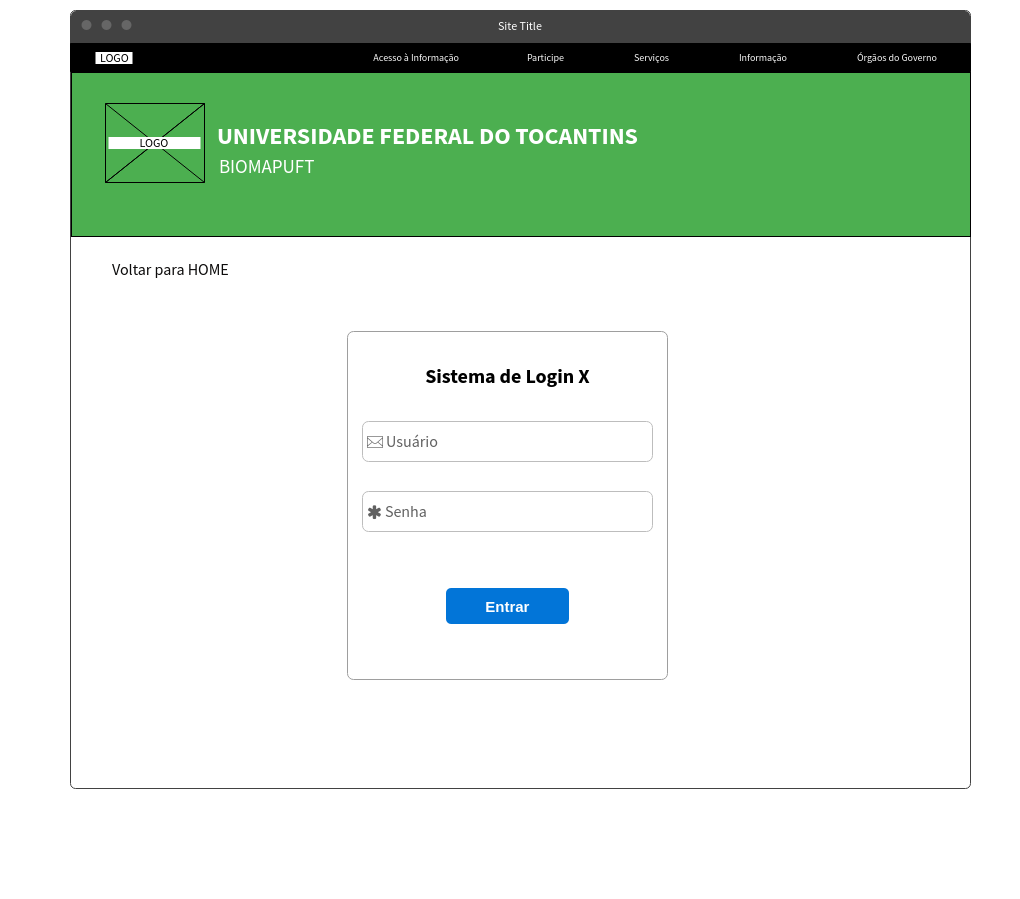 Site Title
LOGO
Acesso à Informação Participe Serviços Informação Órgãos do Governo
LOGO
UNIVERSIDADE FEDERAL DO TOCANTINS
BIOMAPUFT
Voltar para HOME
Sistema de Login X
Usuário
Senha
Entrar